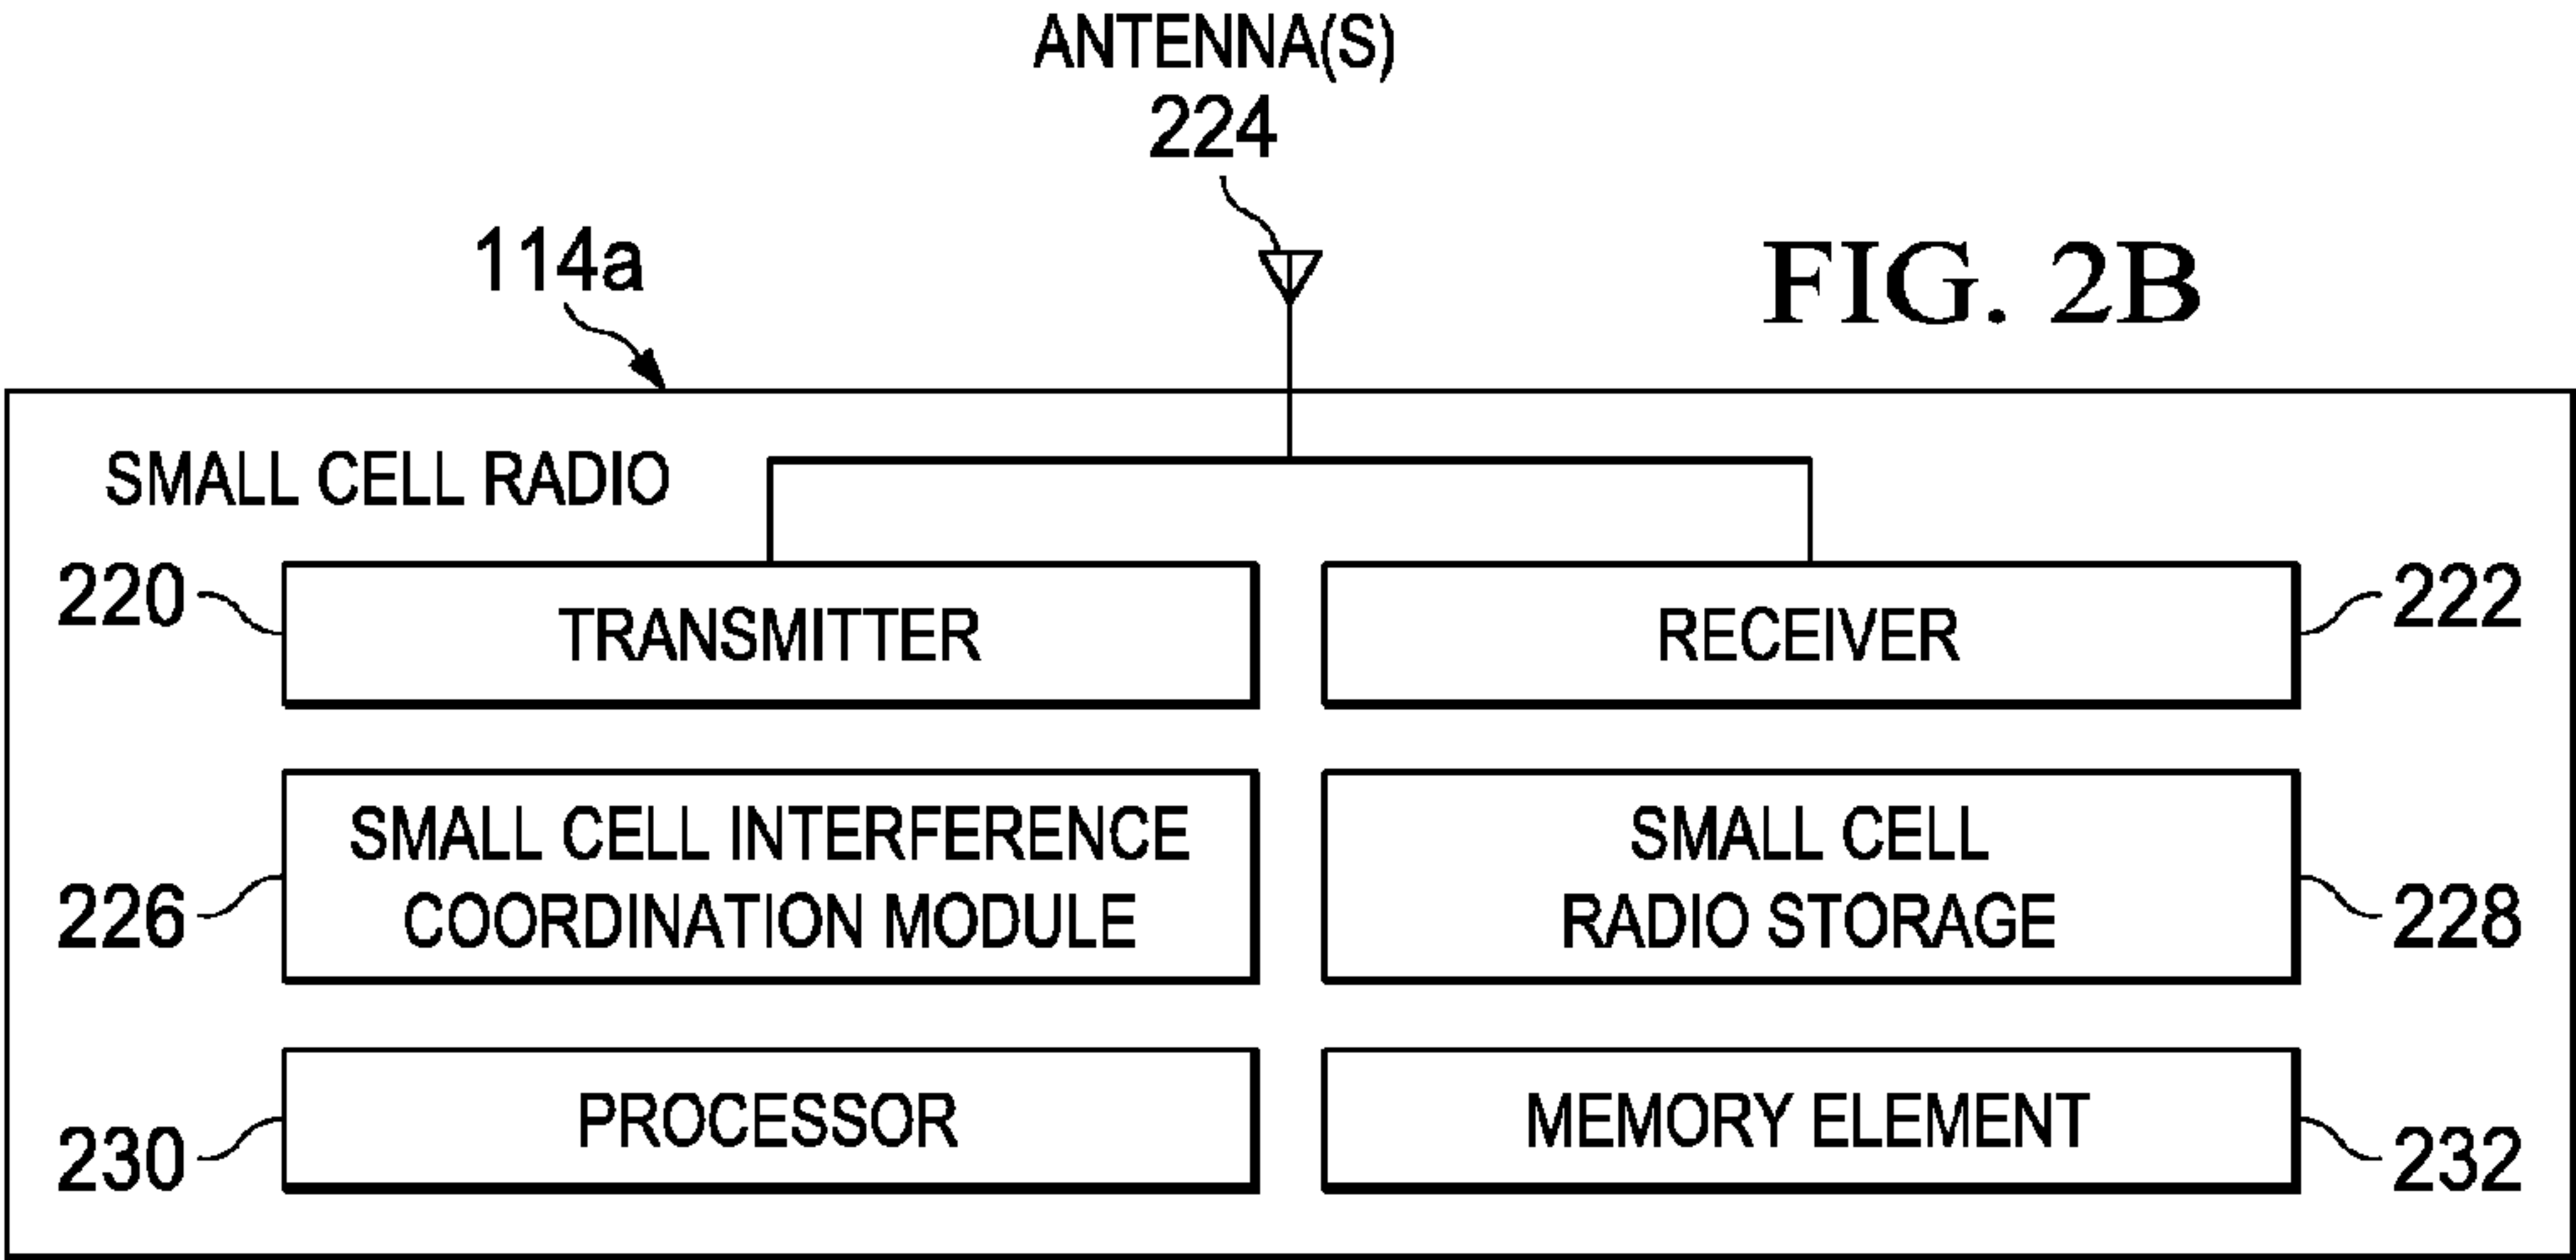 ANTENNA(S)
224
114a
FIG. 2B
SMALL CELL RADIO
220
TRANSMITTER
RECEIVER
222
SMALL CELL INTERFERENCE
COORDINATION MODULE
226
SMALL CELL
RADIO STORAGE
228
230
PROCESSOR
MEMORY ELEMENT
232